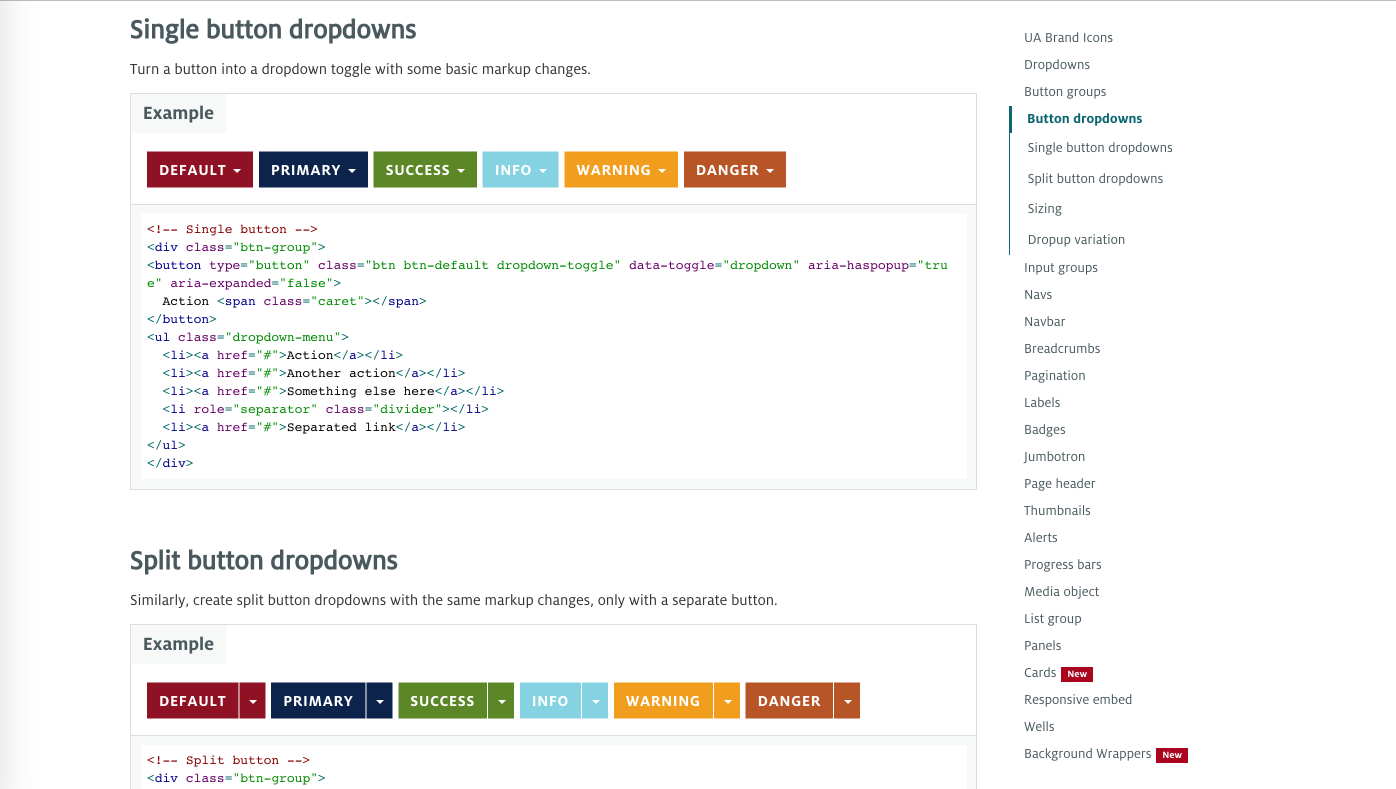 Single button dropdowns
Turn a button into a dropdown toggle with some basic markup changes.
Example
DEFAULT PRIMARY SUCCESS INFO WARNING DANGER
<!-- Single button -->
<div class="btn-group">
<button type="button" class="btn btn-default dropdown-toggle" data-toggle="dropdown" aria-haspopup="tru
e" aria-expanded="false">
  Action <span class="caret"></span>
</button>
<ul class="dropdown-menu">
  <li><a href="#">Action</a></li>
  <li><a href="#">Another action</a></li>
  <li><a href="#">Something else here</a></li>
  <li role="separator" class="divider"></li>
  <li><a href="#">Separated link</a></li>
</ul>
</div>
Split button dropdowns
Similarly, create split button dropdowns with the same markup changes, only with a separate button.
Example
DEFAULT PRIMARY SUCCESS INFO WARNING DANGER
<!-- Split button -->
<div class="btn-group">
UA Brand Icons
Dropdowns
Button groups
Button dropdowns
Single button dropdowns
Split button dropdowns
Sizing
Dropup variation
Input groups
Navs
Navbar
Breadcrumbs
Pagination
Labels
Badges
Jumbotron
Page header
Thumbnails
Alerts
Progress bars
Media object
List group
Panels
Cards New
Responsive embed
Wells
Background Wrappers New